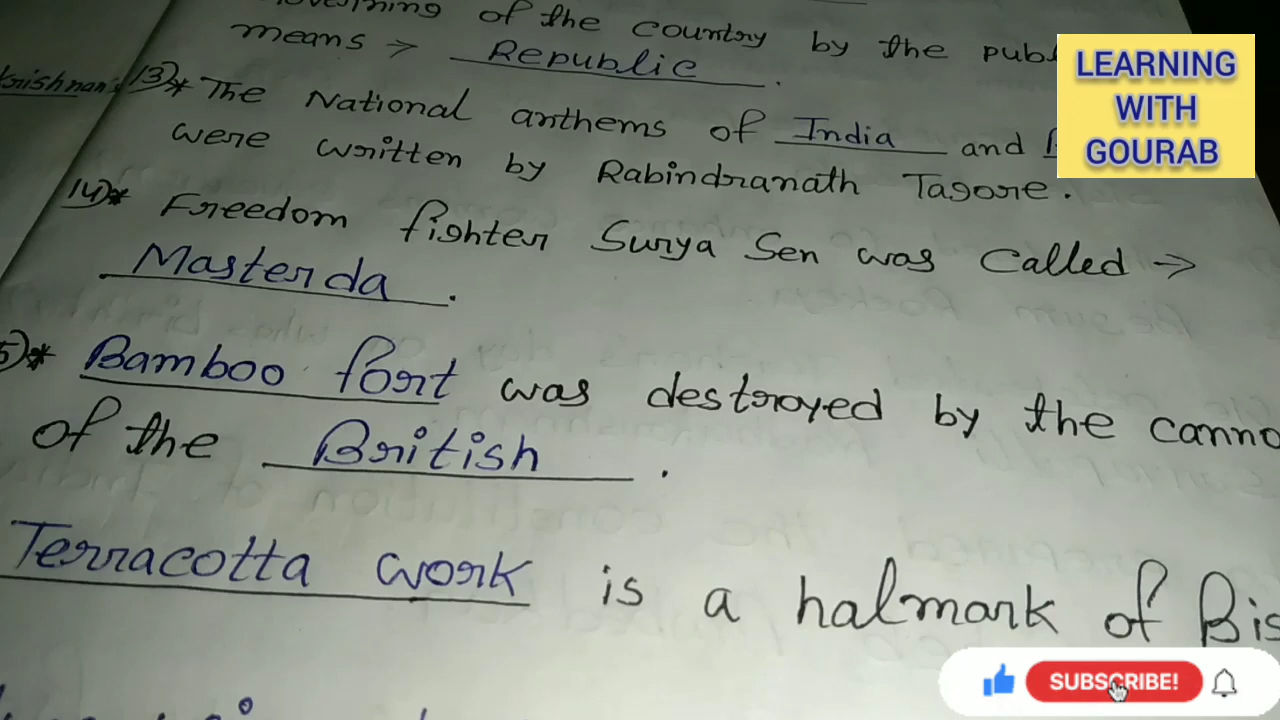 of the country by the
means → Republic.
13)* The National anthems of India and
were written by Rabindranath Tagore.
14)* Freedom fighter Surya Sen was called →
Masterda.
5)* Bamboo fort was destroyed by the canno
of the British.
Terracotta work is a halmark of Bis
LEARNING
WITH
GOURAB
SUBSCRIBE!